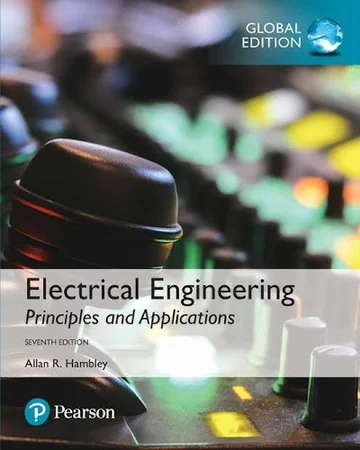 GLOBAL
EDITION
Electrical Engineering
Principles and Applications
SEVENTH EDITION
Allan R. Hambley
Pearson